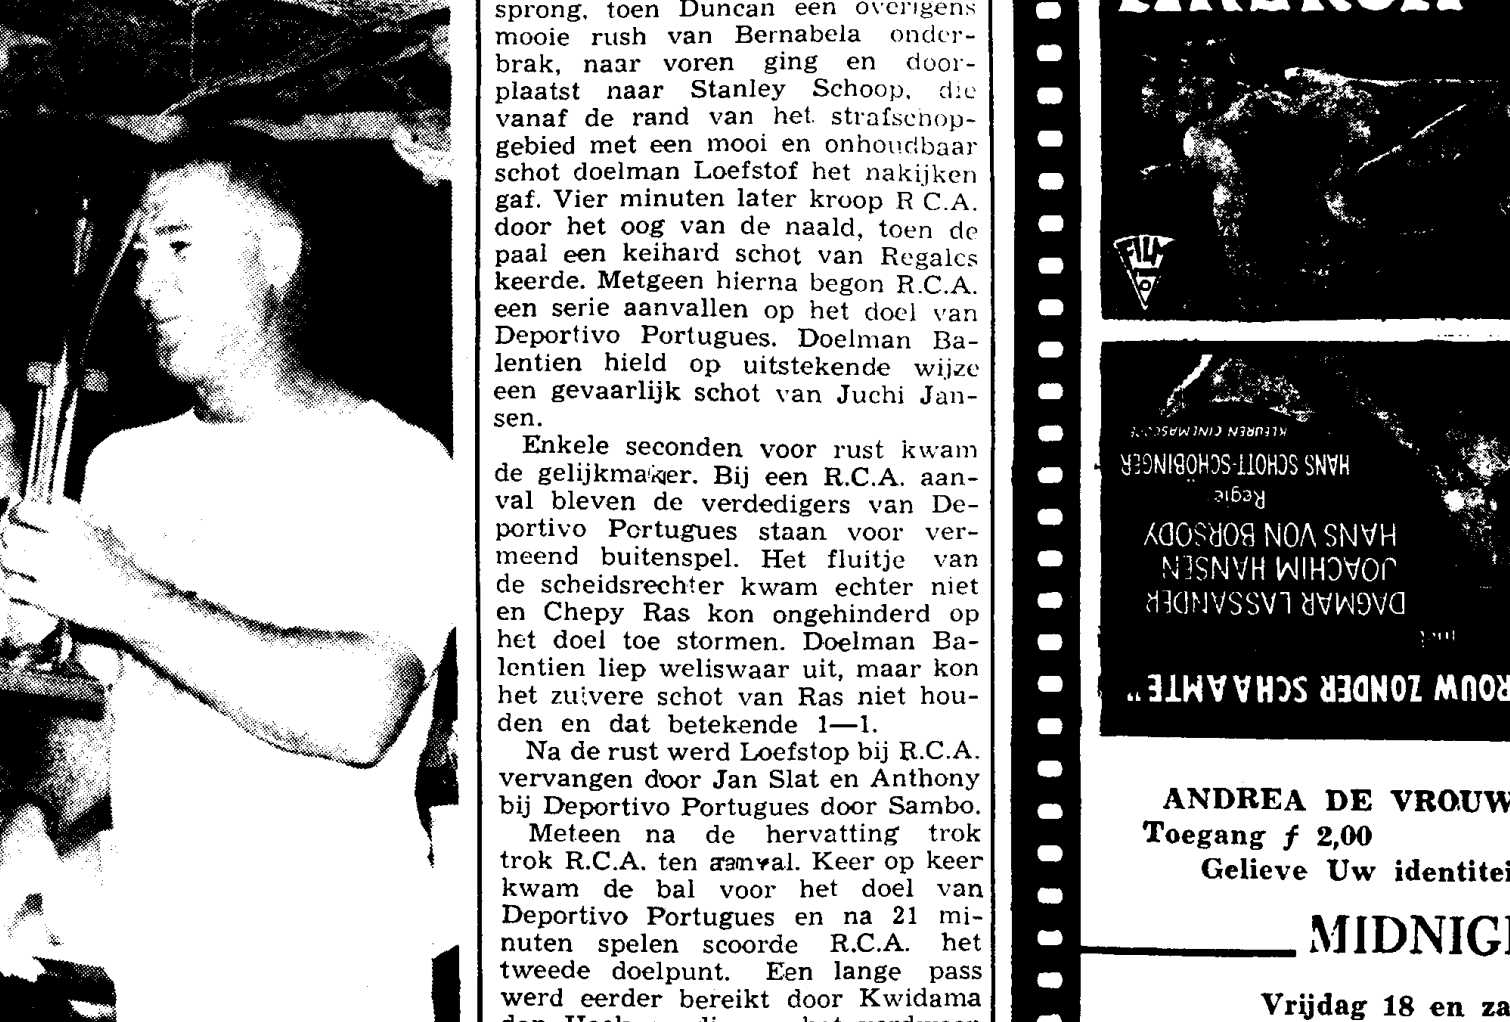 sprong, toen Duncan een overigens
mooie rush van Bernabela onder-
brak, naar voren ging en door-
plaatst naar Stanley Schoop, die
vanaf de rand van het strafschop-
gebied met een mooi en onhoudbaar
schot doelman Loefstof het nakijken
gaf. Vier minuten later kroop R C.A.
door het oog van de naald, toen de
paal een keihard schot van Regales
keerde. Metgeen hierna begon R.C.A.
een serie aanvallen op het doel van
Deportivo Portugues. Doelman Ba-
lentien hield op uitstekende wijze
een gevaarlijk schot van Juchi Jan-
sen.
Enkele seconden voor rust kwam
de gelijkmaker. Bij een R.C.A. aan-
val bleven de verdedigers van De-
portivo Portugues staan voor ver-
meend buitenspel. Het fluitje van
de scheidsrechter kwam echter niet
en Chepy Ras kon ongehinderd op
het doel toe stormen. Doelman Ba-
lentien liep weliswaar uit, maar kon
het zuivere schot van Ras niet hou-
den en dat betekende 1—1.
Na de rust werd Loefstop bij R.C.A.
vervangen door Jan Slat en Anthony
bij Deportivo Portugues door Sambo.
Meteen na de hervatting trok
trok R.C.A. ten aanval. Keer op keer
kwam de bal voor het doel van
Deportivo Portugues en na 21 mi-
nuten spelen scoorde R.C.A. het
tweede doelpunt. Een lange pass
werd eerder bereikt door Kwidama
FILM
ROUW ZONDER SCHAAMTE"
met
DAGMAR LASSANDER
JOACHIM HANSEN
HANS VON BORSODY
Regie
HANS SCHOTT-SCHÖBINGER
KLEUREN CINEMASCOPE
ANDREA DE VROUW
Toegang ƒ 2,00
Gelieve Uw identitei
MIDNIG
Vrijdag 18 en za